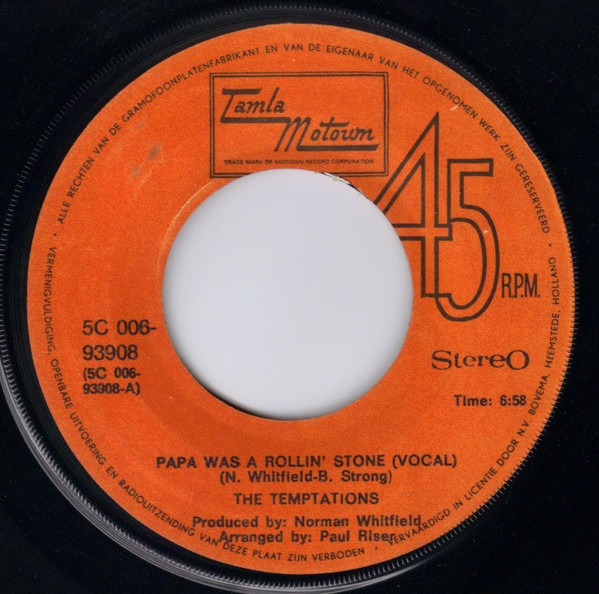 ALLE RECHTEN VAN DE GRAMOFOONPLATENFABRIKANT EN VAN DE EIGENAAR VAN HET OPGENOMEN WERK ZIJN GERESERVEERD
Tamla
Motown
TRADE MARK OF MOTOWN RECORD CORPORATION
45
R.P.M.
5C 006-
93908
(5C 006-
93908-A)
Stereo
Time: 6:58
PAPA WAS A ROLLIN' STONE (VOCAL)
(N. Whitfield-B. Strong)
THE TEMPTATIONS
Produced by: Norman Whitfield
Arranged by: Paul Riser
VERMENIGVULDIGING, OPENBARE UITVOERING EN RADIOUITZENDING VAN DEZE PLAAT ZIJN VERBODEN
VERVAARDIGD IN LICENTIE DOOR N.V. BOVEMA, HEEMSTEDE, HOLLAND